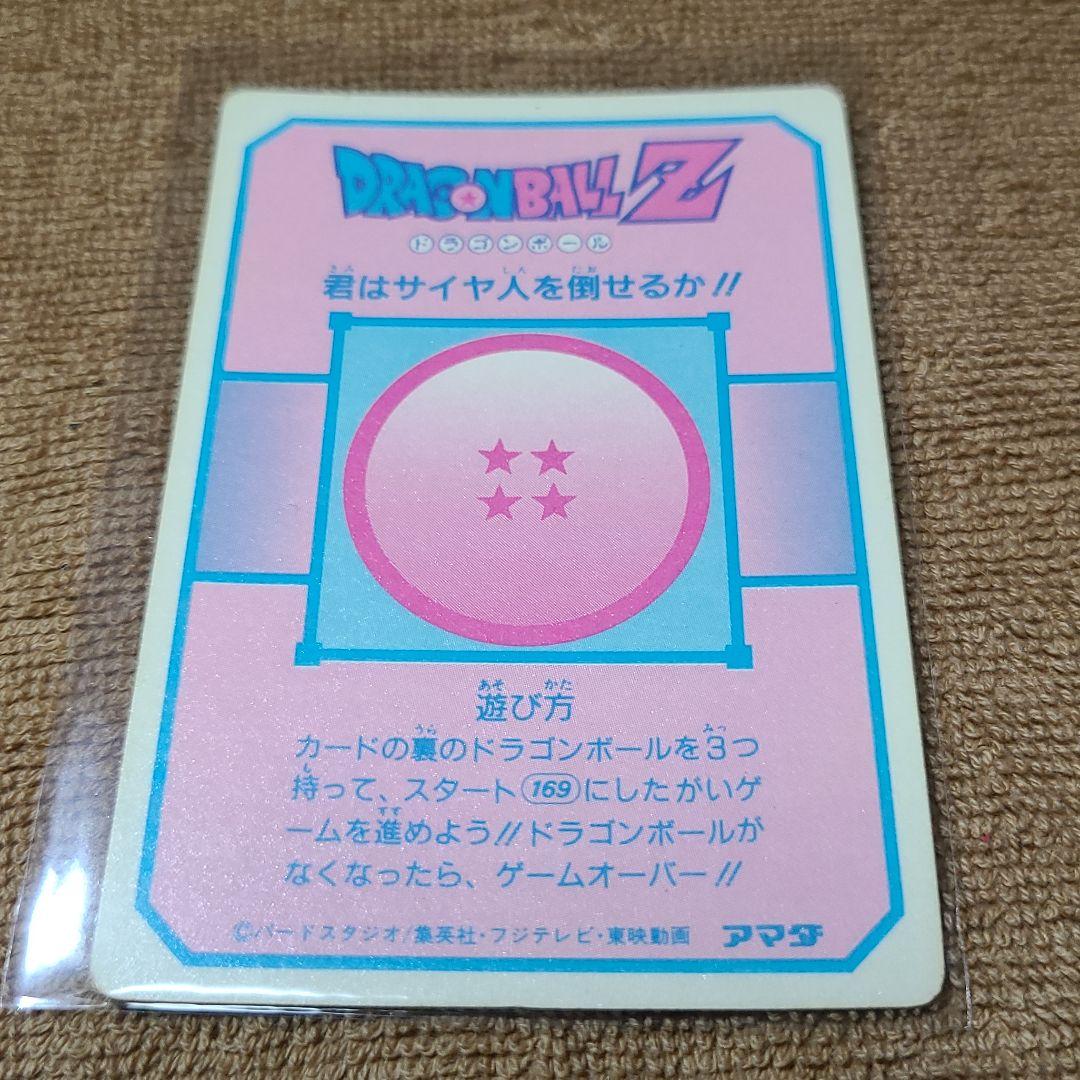 DRAGON BALL Z
ドラゴンボール
君はサイヤ人を倒せるか!!
遊び方
カードの裏のドラゴンボールを3つ
持って、スタート169にしたがいゲ
ームを進めよう!!ドラゴンボールが
なくなったら、ゲームオーバー!!
©バードスタジオ/集英社・フジテレビ・東映動画 アマダ